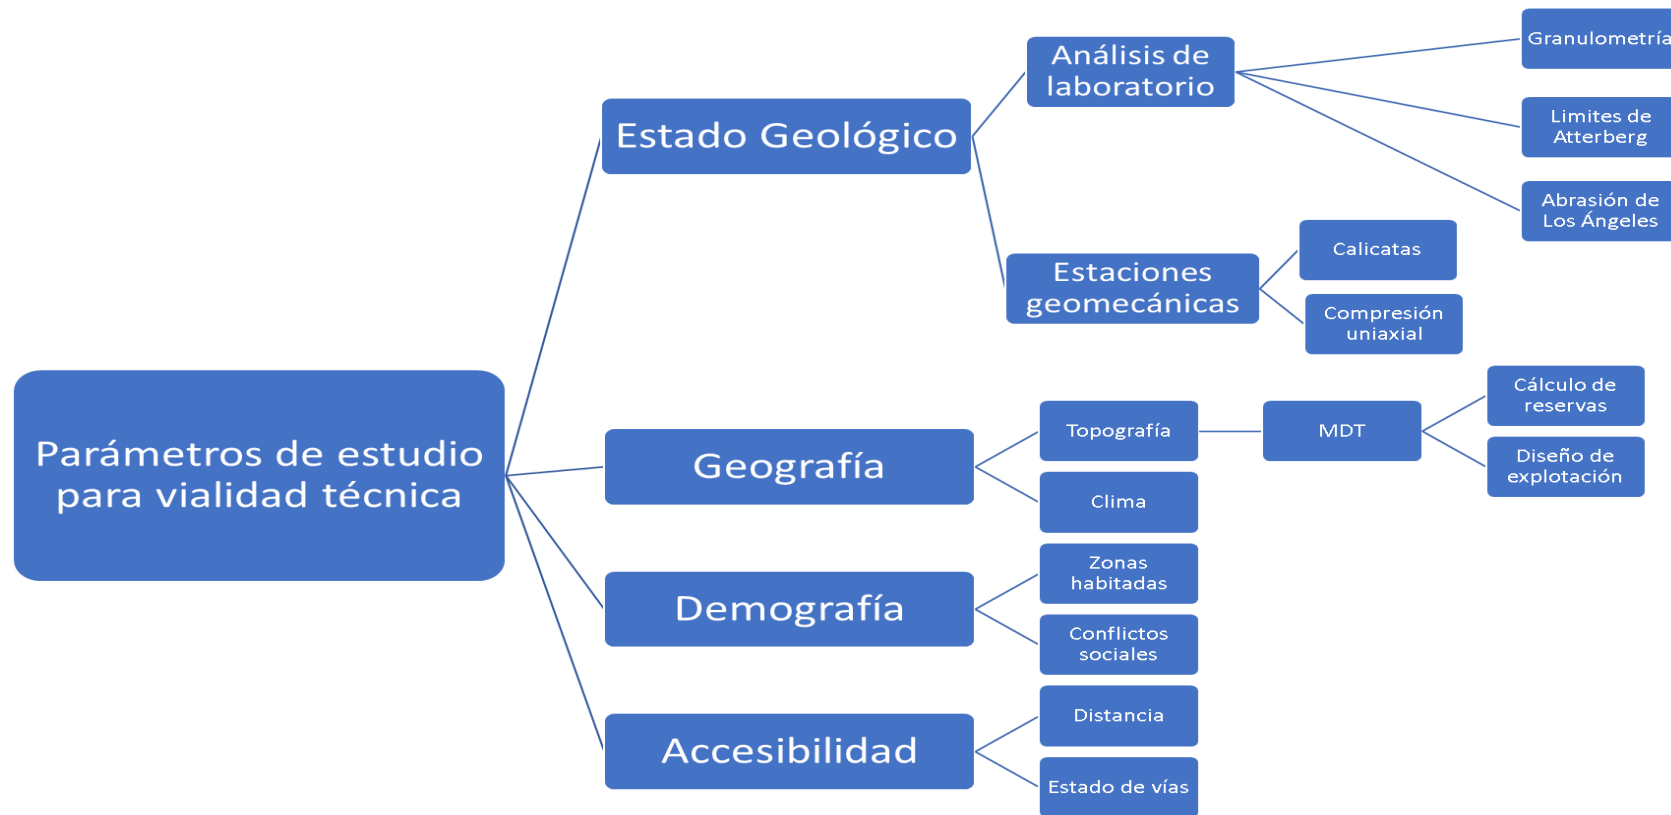 Parámetros de estudio
para vialidad técnica
Estado Geológico
Análisis de
laboratorio
Granulometría
Limites de
Atterberg
Abrasión de
Los Ángeles
Estaciones
geomecánicas
Calicatas
Compresión
uniaxial
Geografía
Topografía
MDT
Cálculo de
reservas
Diseño de
explotación
Clima
Demografía
Zonas
habitadas
Conflictos
sociales
Accesibilidad
Distancia
Estado de vías